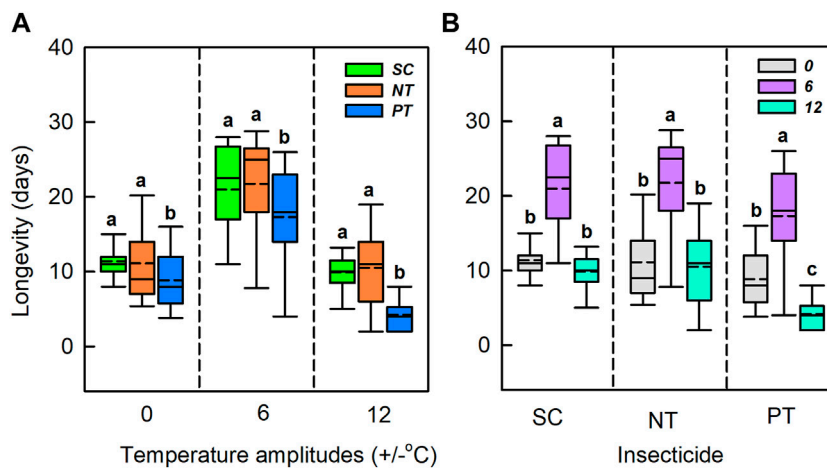 A
Longevity (days)
40
30
20
10
0
SC
NT
PT
a a b
a a b
a a b
0 6 12
Temperature amplitudes (+/-°C)
B
40
30
20
10
0
0
6
12
b a b
b a b
b a c
SC NT PT
Insecticide